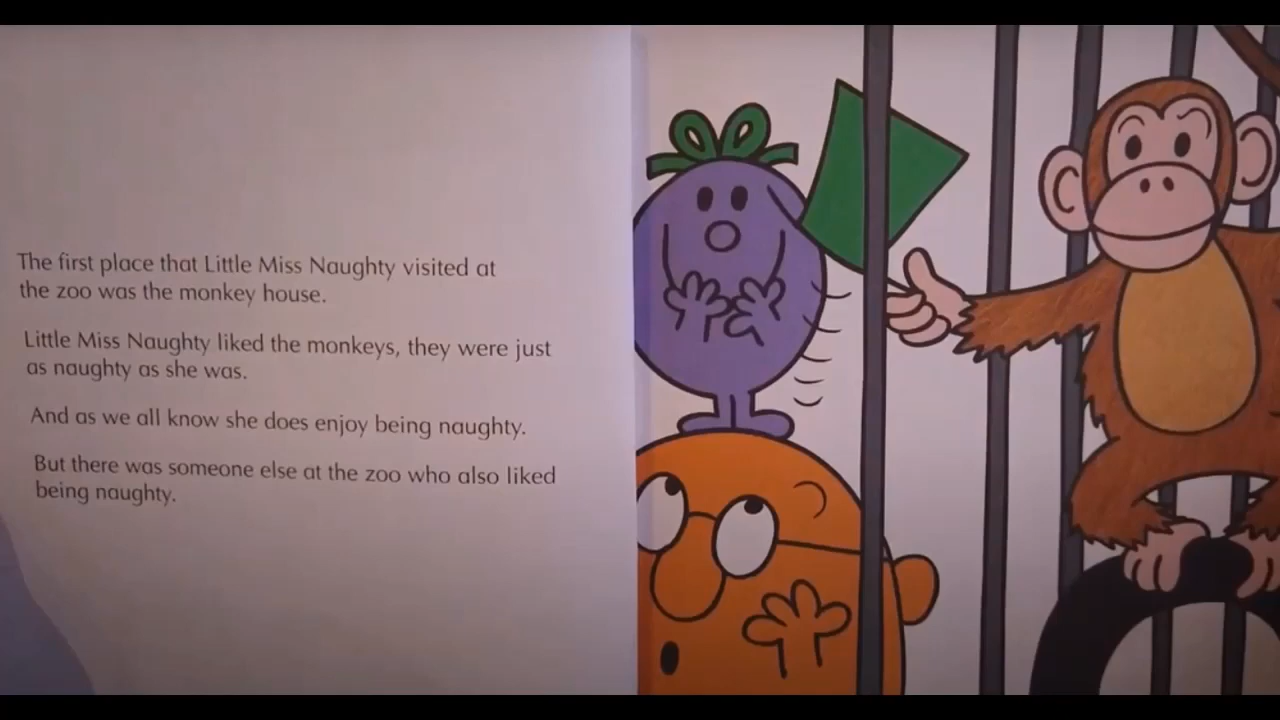 The first place that Little Miss Naughty visited at
the zoo was the monkey house.
Little Miss Naughty liked the monkeys, they were just
as naughty as she was.
And as we all know she does enjoy being naughty.
But there was someone else at the zoo who also liked
being naughty.